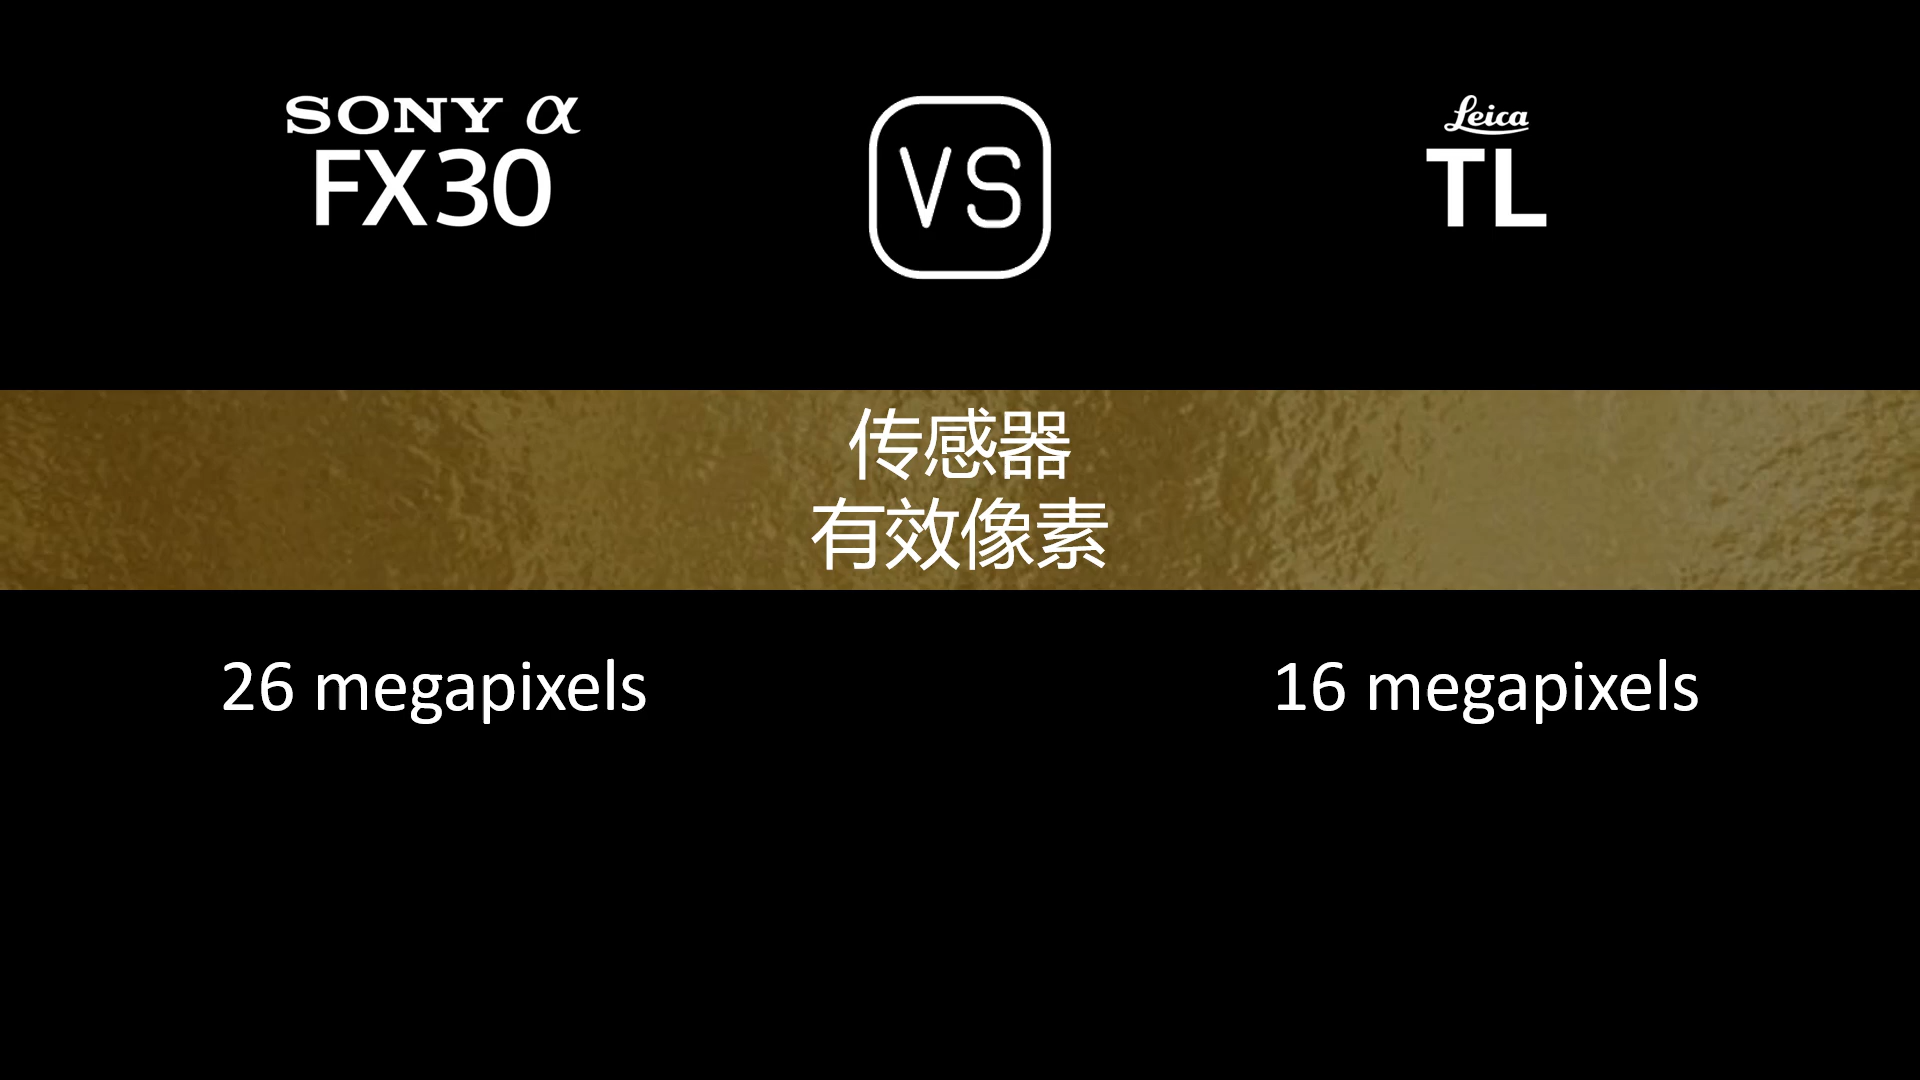 SONY α
FX30
VS
Leica
TL
传感器
有效像素
26 megapixels
16 megapixels